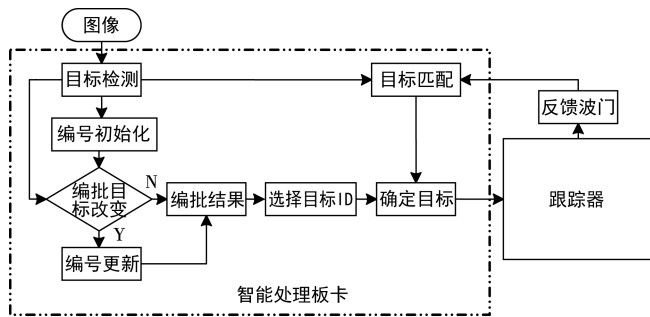 图像
目标检测
目标匹配
反馈波门
编号初始化
编批目
标改变
N
编批结果
选择目标ID
确定目标
跟踪器
Y
编号更新
智能处理板卡